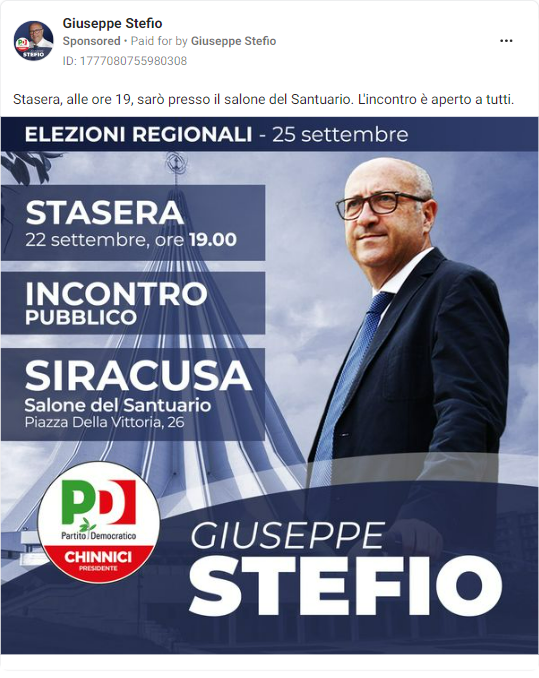 Giuseppe Stefio
Sponsored • Paid for by Giuseppe Stefio
ID: 1777080755980308
Stasera, alle ore 19, sarò presso il salone del Santuario. L'incontro è aperto a tutti.
ELEZIONI REGIONALI - 25 settembre
STASERA
22 settembre, ore 19.00
INCONTRO
PUBBLICO
SIRACUSA
Salone del Santuario
Piazza Della Vittoria, 26
PD
Partito Democratico
CHINNICI
PRESIDENTE
GIUSEPPE
STEFIO